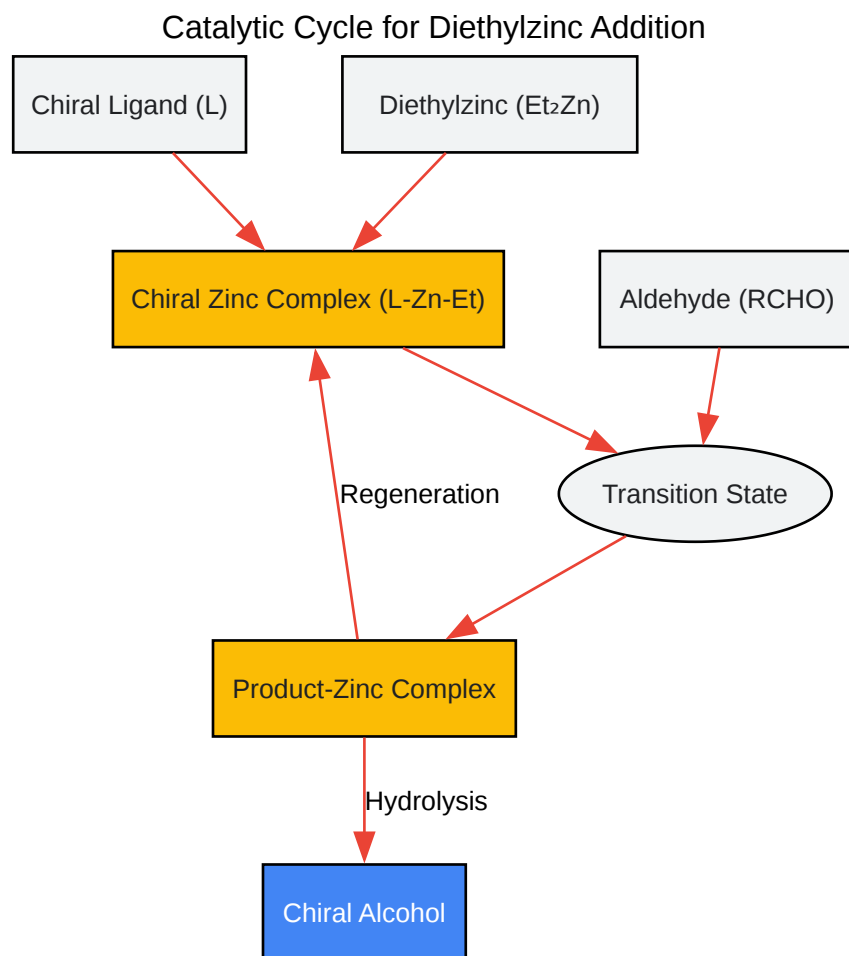 Catalytic Cycle for Diethylzinc Addition
Chiral Ligand (L)
Diethylzinc (Et₂Zn)
Chiral Zinc Complex (L-Zn-Et)
Aldehyde (RCHO)
Regeneration
Transition State
Product-Zinc Complex
Hydrolysis
Chiral Alcohol